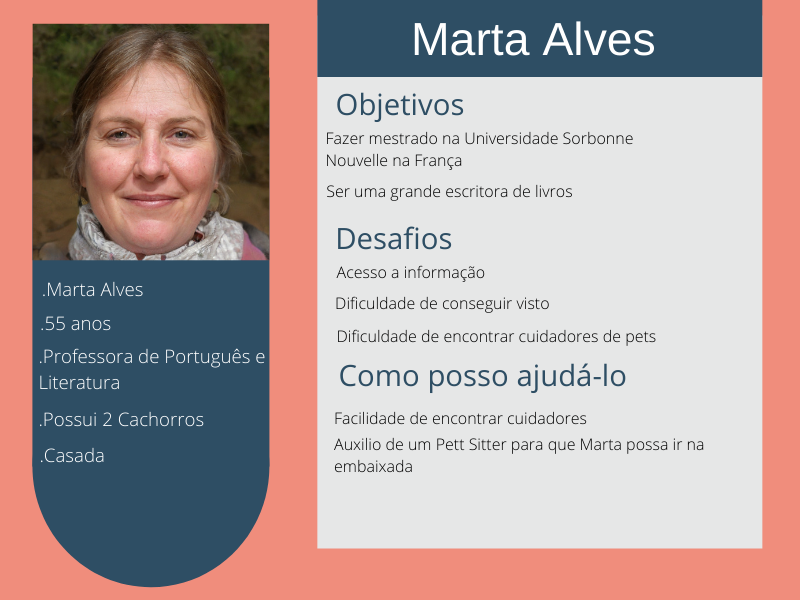 Marta Alves
.Marta Alves
.55 anos
.Professora de Português e
Literatura
.Possui 2 Cachorros
.Casada
Objetivos
Fazer mestrado na Universidade Sorbonne
Nouvelle na França
Ser uma grande escritora de livros
Desafios
Acesso a informação
Dificuldade de conseguir visto
Dificuldade de encontrar cuidadores de pets
Como posso ajudá-lo
Facilidade de encontrar cuidadores
Auxilio de um Pett Sitter para que Marta possa ir na
embaixada